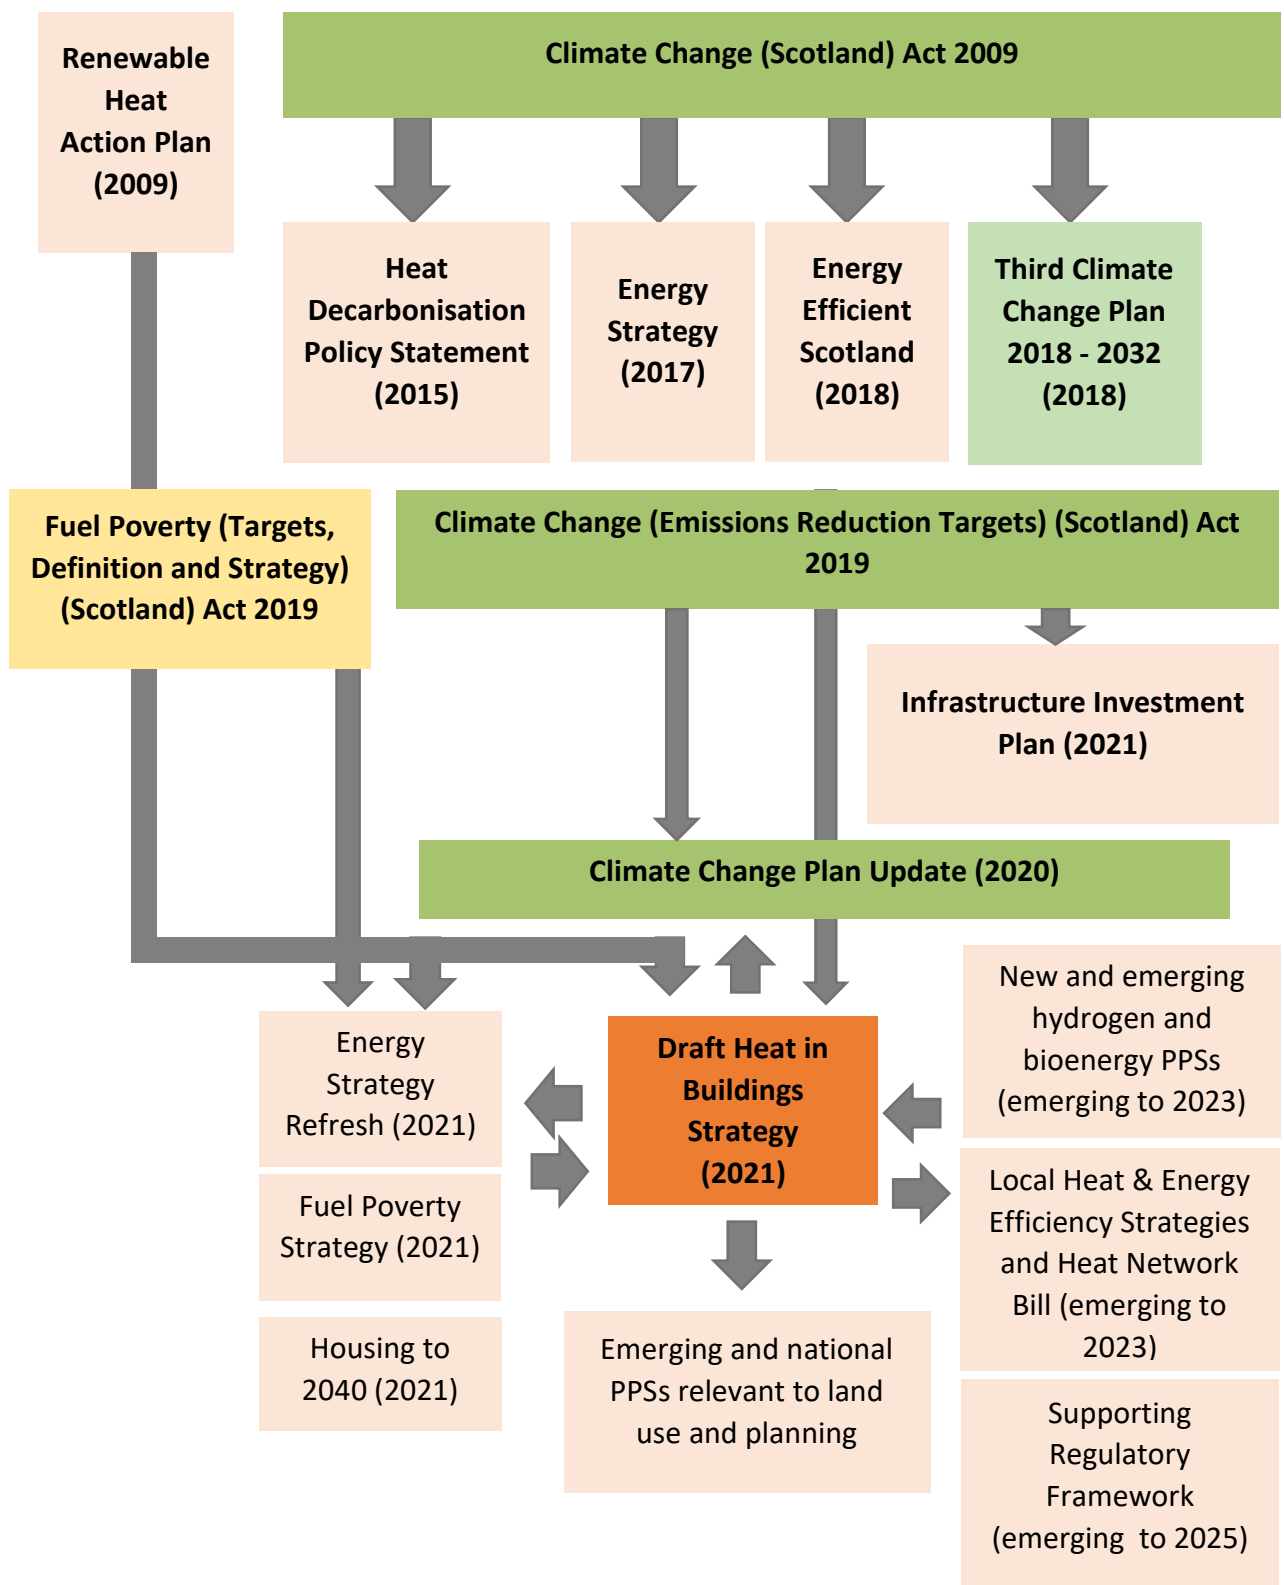 Renewable
Heat
Action Plan
(2009)
Climate Change (Scotland) Act 2009
Heat
Decarbonisation
Policy Statement
(2015)
Energy
Strategy
(2017)
Energy
Efficient
Scotland
(2018)
Third Climate
Change Plan
2018 - 2032
(2018)
Fuel Poverty (Targets,
Definition and Strategy)
(Scotland) Act 2019
Climate Change (Emissions Reduction Targets) (Scotland) Act
2019
Infrastructure Investment
Plan (2021)
Climate Change Plan Update (2020)
Energy
Strategy
Refresh (2021)
Fuel Poverty
Strategy (2021)
Housing to
2040 (2021)
Draft Heat in
Buildings
Strategy
(2021)
Emerging and national
PPSs relevant to land
use and planning
New and emerging
hydrogen and
bioenergy PPSs
(emerging to 2023)
Local Heat & Energy
Efficiency Strategies
and Heat Network
Bill (emerging to
2023)
Supporting
Regulatory
Framework
(emerging  to 2025)